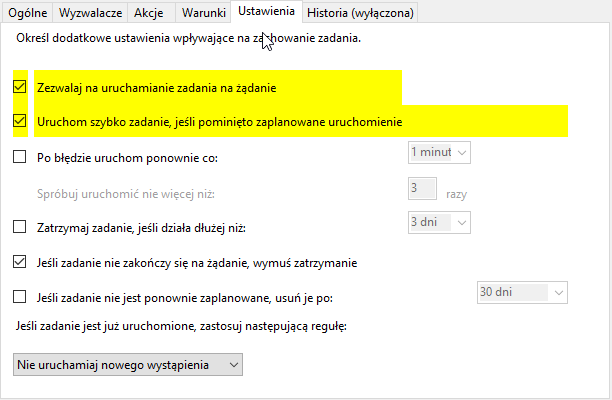 Ogólne Wyzwalacze Akcje Warunki Ustawienia Historia (wyłączona)
Określ dodatkowe ustawienia wpływające na zachowanie zadania.
Zezwalaj na uruchamianie zadania na żądanie
Uruchom szybko zadanie, jeśli pominięto zaplanowane uruchomienie
Po błędzie uruchom ponownie co: 1 minut
Spróbuj uruchomić nie więcej niż: 3 razy
Zatrzymaj zadanie, jeśli działa dłużej niż: 3 dni
Jeśli zadanie nie zakończy się na żądanie, wymuś zatrzymanie
Jeśli zadanie nie jest ponownie zaplanowane, usuń je po: 30 dni
Jeśli zadanie jest już uruchomione, zastosuj następującą regułę:
Nie uruchamiaj nowego wystąpienia